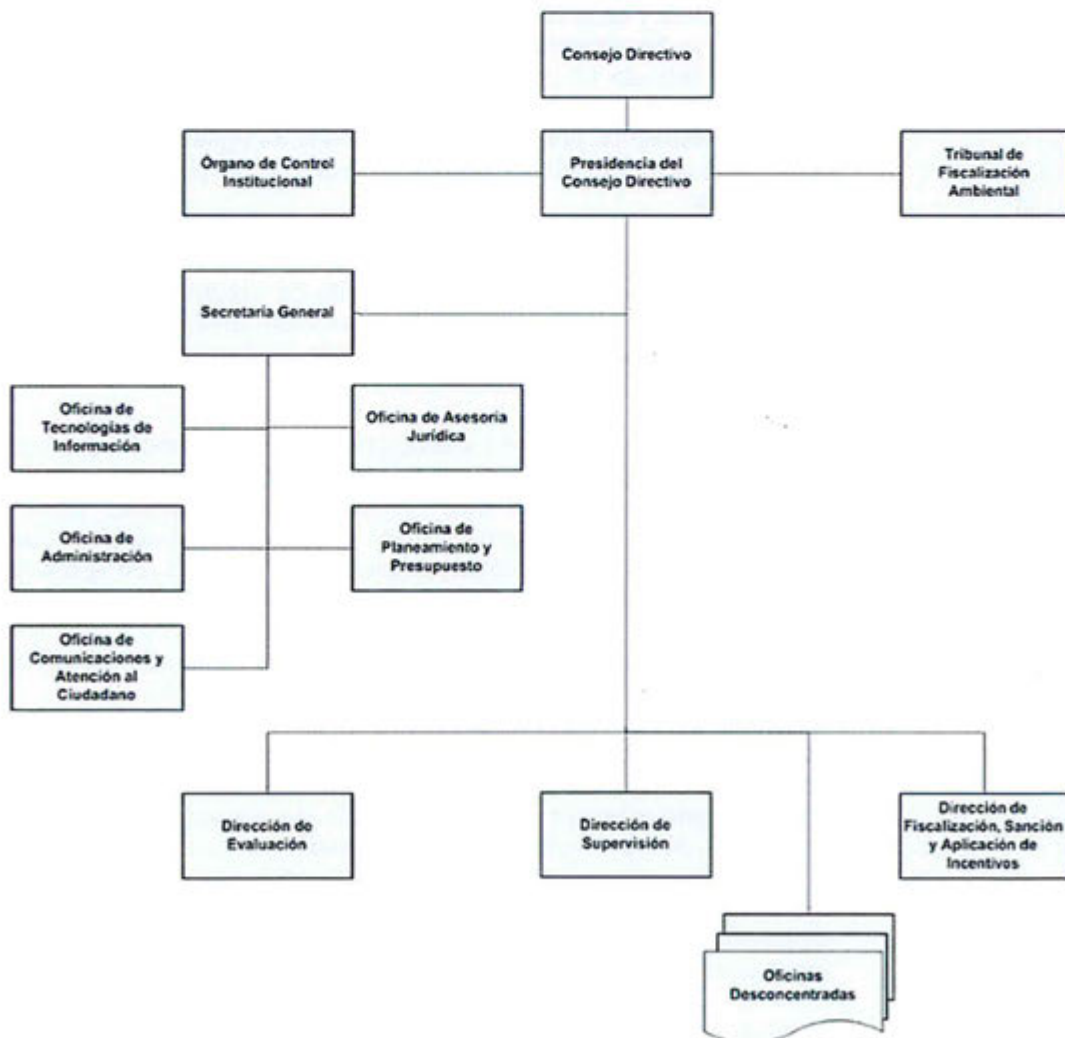 Consejo Directivo
Órgano de Control
Institucional
Presidencia del
Consejo Directivo
Tribunal de
Fiscalización
Ambiental
Secretaría General
Oficina de
Tecnologías de
Información
Oficina de Asesoria
Jurídica
Oficina de
Administración
Oficina de
Planeamiento y
Presupuesto
Oficina de
Comunicaciones y
Atención al
Ciudadano
Dirección de
Evaluación
Dirección de
Supervisión
Dirección de
Fiscalización, Sanción
y Aplicación de
Incentivos
Oficinas
Desconcentradas